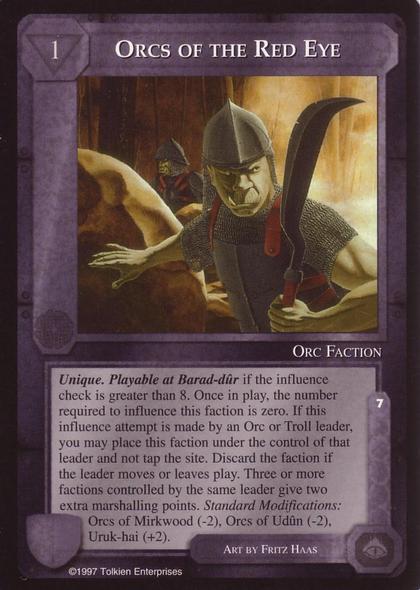 1
ORCS OF THE RED EYE
ORC FACTION
Unique. Playable at Barad-dûr if the influence
check is greater than 8. Once in play, the number
required to influence this faction is zero. If this
influence attempt is made by an Orc or Troll leader,
you may place this faction under the control of that
leader and not tap the site. Discard the faction if
the leader moves or leaves play. Three or more
factions controlled by the same leader give two
extra marshalling points. Standard Modifications:
Orcs of Mirkwood (-2), Orcs of Udûn (-2),
Uruk-hai (+2).
7
ART BY FRITZ HAAS
©1997 Tolkien Enterprises